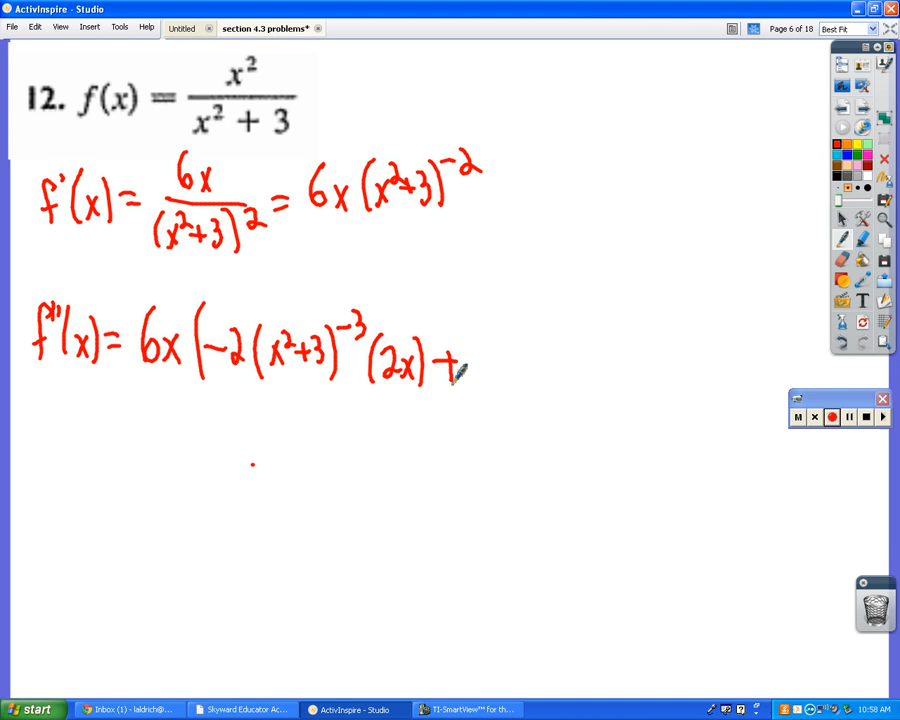 ActivInspire - Studio
File Edit View Insert Tools Help Untitled section 4.3 problems* Page 6 of 18 Best Fit
12. f(x) = x² / (x² + 3)
f'(x) = 6x / (x²+3)² = 6x(x²+3)⁻²
f''(x) = 6x(-2(x²+3)⁻³(2x) +
M
start Inbox (1) - laldrich@... Skyward Educator Ac... ActivInspire - Studio TI-SmartView™ for th... 10:58 AM